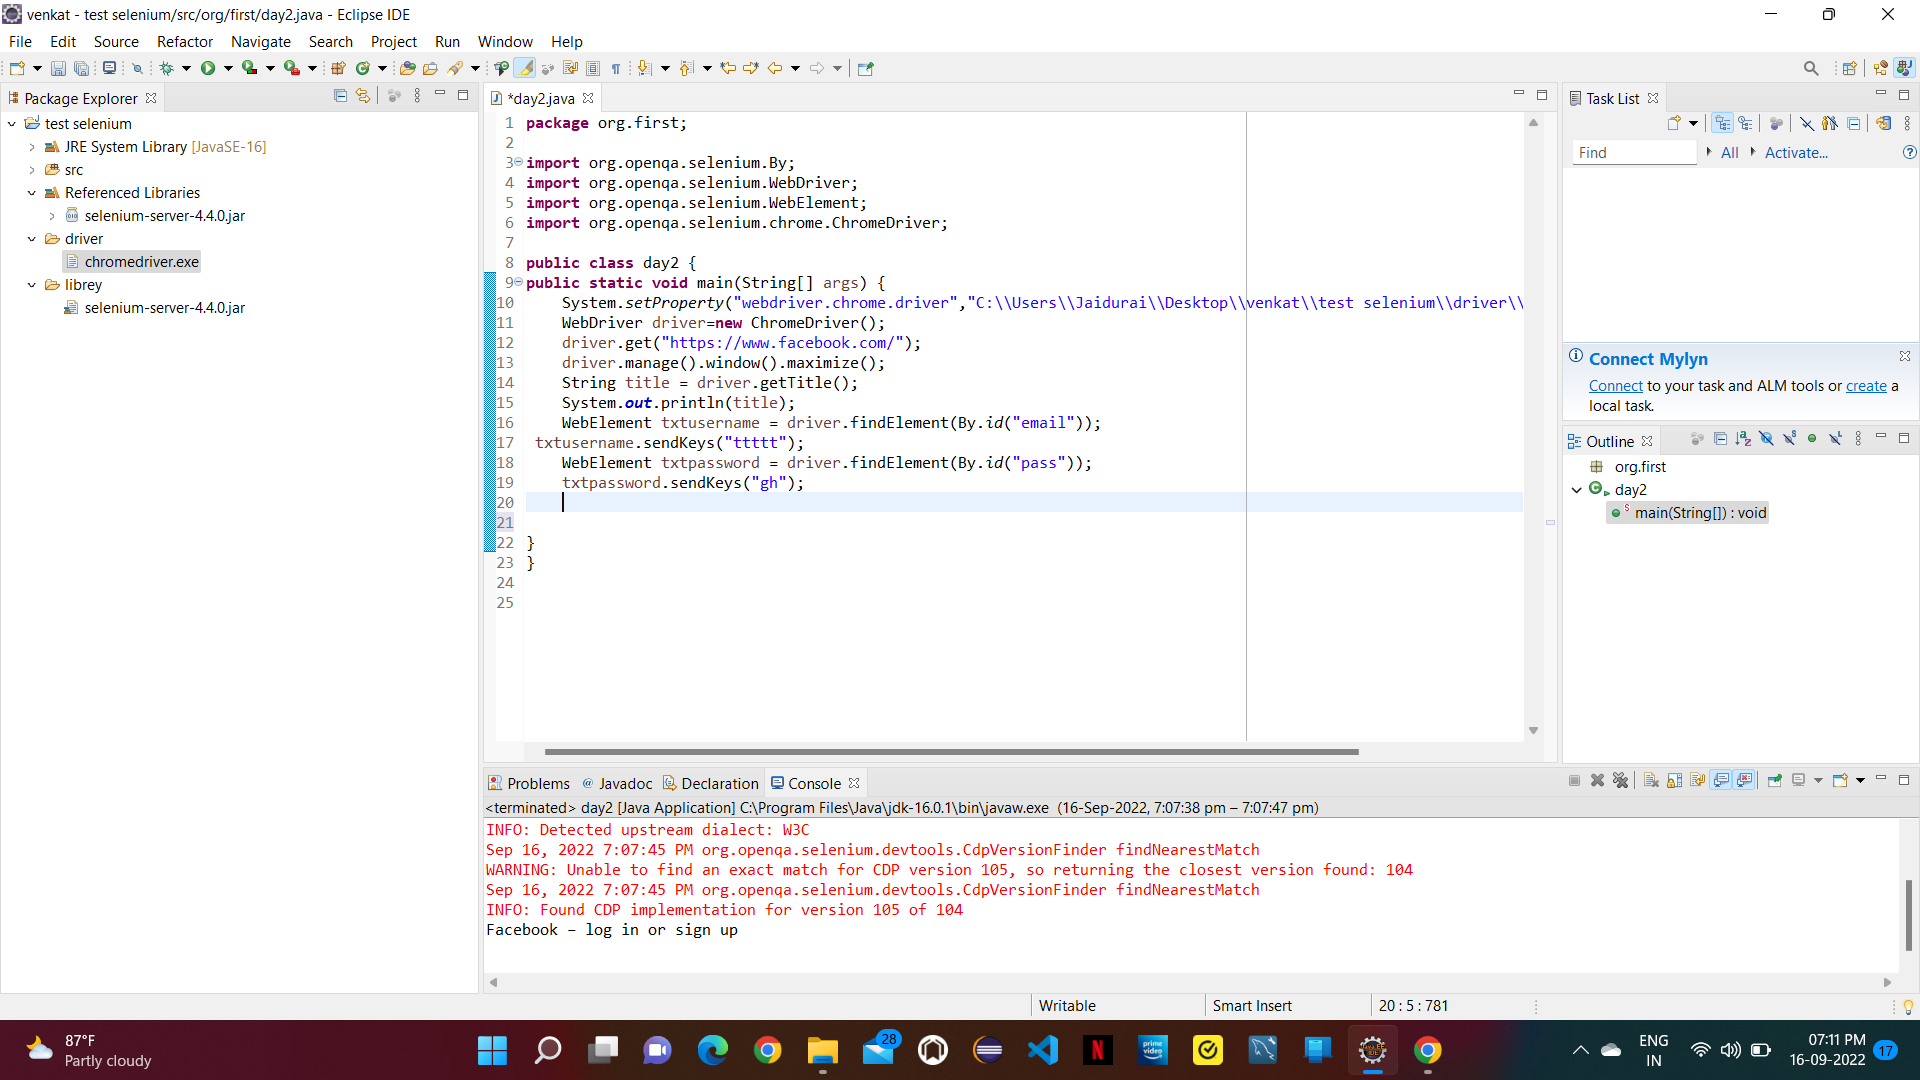 venkat - test selenium/src/org/first/day2.java - Eclipse IDE
File Edit Source Refactor Navigate Search Project Run Window Help
Package Explorer
test selenium
JRE System Library [JavaSE-16]
src
Referenced Libraries
selenium-server-4.4.0.jar
driver
chromedriver.exe
librey
selenium-server-4.4.0.jar
*day2.java
1 package org.first;
2
3 import org.openqa.selenium.By;
4 import org.openqa.selenium.WebDriver;
5 import org.openqa.selenium.WebElement;
6 import org.openqa.selenium.chrome.ChromeDriver;
7
8 public class day2 {
9 public static void main(String[] args) {
10 System.setProperty("webdriver.chrome.driver","C:\\Users\\Jaidurai\\Desktop\\venkat\\test selenium\\driver\\
11 WebDriver driver=new ChromeDriver();
12 driver.get("https://www.facebook.com/");
13 driver.manage().window().maximize();
14 String title = driver.getTitle();
15 System.out.println(title);
16 WebElement txtusername = driver.findElement(By.id("email"));
17 txtusername.sendKeys("ttttt");
18 WebElement txtpassword = driver.findElement(By.id("pass"));
19 txtpassword.sendKeys("gh");
20
21
22 }
23 }
24
25
Task List
Find All Activate...
Connect Mylyn
Connect to your task and ALM tools or create a
local task.
Outline
org.first
day2
main(String[]) : void
Problems Javadoc Declaration Console
<terminated> day2 [Java Application] C:\Program Files\Java\jdk-16.0.1\bin\javaw.exe (16-Sep-2022, 7:07:38 pm – 7:07:47 pm)
INFO: Detected upstream dialect: W3C
Sep 16, 2022 7:07:45 PM org.openqa.selenium.devtools.CdpVersionFinder findNearestMatch
WARNING: Unable to find an exact match for CDP version 105, so returning the closest version found: 104
Sep 16, 2022 7:07:45 PM org.openqa.selenium.devtools.CdpVersionFinder findNearestMatch
INFO: Found CDP implementation for version 105 of 104
Facebook – log in or sign up
Writable Smart Insert 20 : 5 : 781
87°F
Partly cloudy
28
prime video
ENG
IN
07:11 PM
16-09-2022
17